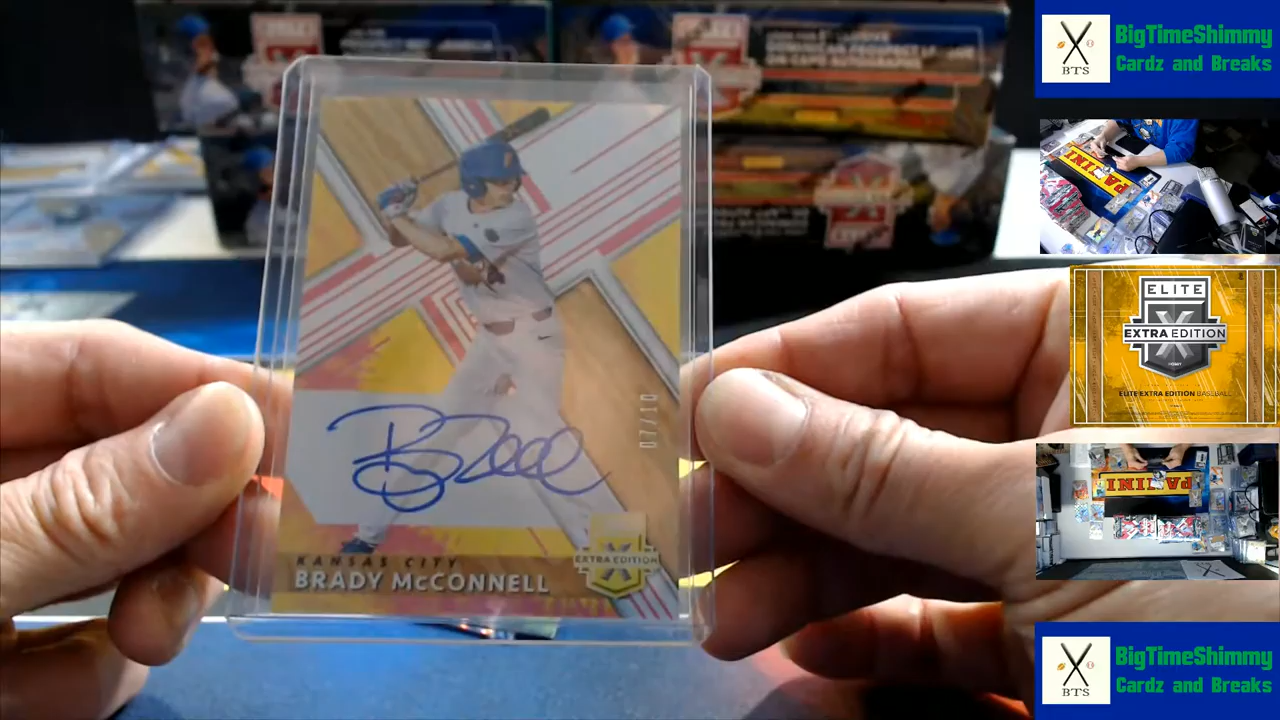 BigTimeShimmy
Cardz and Breaks
BTS
PANINI
ELITE
EXTRA EDITION
ELITE EXTRA EDITION BASEBALL
PANINI
07/10
KANSAS CITY
BRADY McCONNELL
EXTRA EDITION
BigTimeShimmy
Cardz and Breaks
BTS